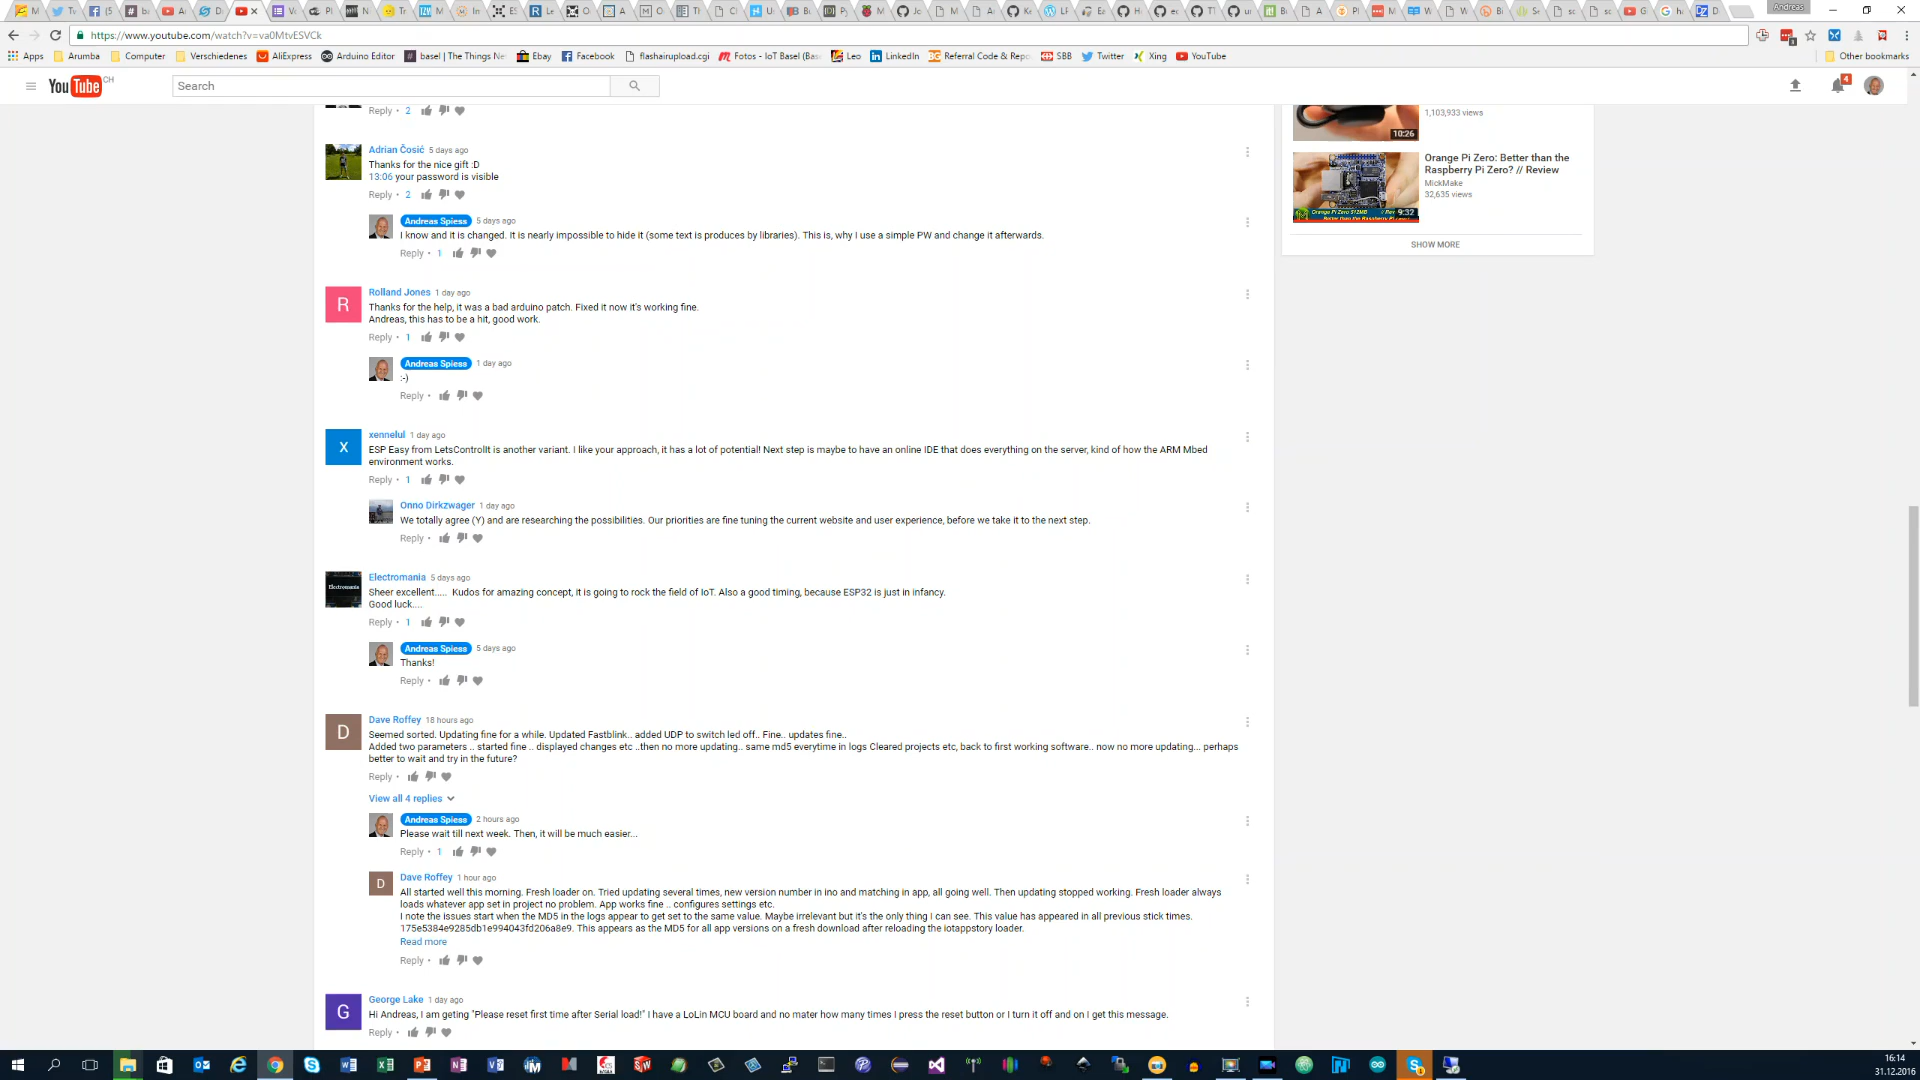 Andreas
https://www.youtube.com/watch?v=va0MtvESVCk
Apps Arumba Computer Verschiedenes AliExpress Arduino Editor basel | The Things Ne Ebay Facebook flashairupload.cgi Fotos - IoT Basel (Bas Leo LinkedIn Referral Code & Repo SBB Twitter Xing YouTube Other bookmarks
YouTube CH
Search
4
Reply • 2
1,103,933 views
10:26
Adrian Čosić 5 days ago
Thanks for the nice gift :D
13:06 your password is visible
Reply • 2
Orange Pi Zero: Better than the
Raspberry Pi Zero? // Review
MickMake
32,635 views
9:32
SHOW MORE
Andreas Spiess 5 days ago
I know and it is changed. It is nearly impossible to hide it (some text is produces by libraries). This is, why I use a simple PW and change it afterwards.
Reply • 1
R
Rolland Jones 1 day ago
Thanks for the help, it was a bad arduino patch. Fixed it now it's working fine.
Andreas, this has to be a hit, good work.
Reply • 1
Andreas Spiess 1 day ago
:-)
Reply •
X
xennelul 1 day ago
ESP Easy from LetsControlIt is another variant. I like your approach, it has a lot of potential! Next step is maybe to have an online IDE that does everything on the server, kind of how the ARM Mbed
environment works.
Reply • 1
Onno Dirkzwager 1 day ago
We totally agree (Y) and are researching the possibilities. Our priorities are fine tuning the current website and user experience, before we take it to the next step.
Reply •
Electromania
Electromania 5 days ago
Sheer excellent..... Kudos for amazing concept, it is going to rock the field of IoT. Also a good timing, because ESP32 is just in infancy.
Good luck....
Reply • 1
Andreas Spiess 5 days ago
Thanks!
Reply •
D
Dave Roffey 18 hours ago
Seemed sorted. Updating fine for a while. Updated Fastblink.. added UDP to switch led off.. Fine.. updates fine..
Added two parameters .. started fine .. displayed changes etc ..then no more updating.. same md5 everytime in logs Cleared projects etc, back to first working software.. now no more updating... perhaps
better to wait and try in the future?
Reply •
View all 4 replies
Andreas Spiess 2 hours ago
Please wait till next week. Then, it will be much easier...
Reply • 1
D
Dave Roffey 1 hour ago
All started well this morning. Fresh loader on. Tried updating several times, new version number in ino and matching in app, all going well. Then updating stopped working. Fresh loader always
loads whatever app set in project no problem. App works fine .. configures settings etc.
I note the issues start when the MD5 in the logs appear to get set to the same value. Maybe irrelevant but it's the only thing I can see. This value has appeared in all previous stick times.
175e5384e9285db1e994043fd206a8e9. This appears as the MD5 for all app versions on a fresh download after reloading the iotappstory loader.
Read more
Reply •
G
George Lake 1 day ago
Hi Andreas, I am geting "Please reset first time after Serial load!" I have a LoLin MCU board and no mater how many times I press the reset button or I turn it off and on I get this message.
Reply •
16:14
31.12.2016